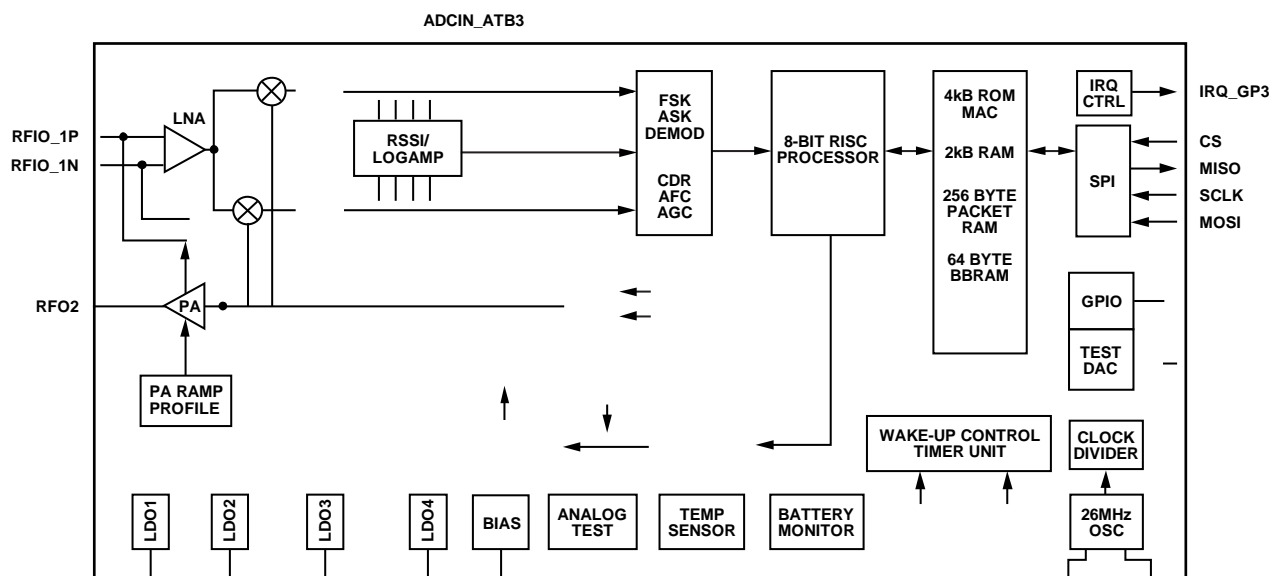 ADCIN_ATB3
RFIO_1P
RFIO_1N
LNA
RSSI/
LOGAMP
FSK
ASK
DEMOD
CDR
AFC
AGC
8-BIT RISC
PROCESSOR
4kB ROM
MAC
2kB RAM
256 BYTE
PACKET
RAM
64 BYTE
BBRAM
IRQ
CTRL
IRQ_GP3
SPI
CS
MISO
SCLK
MOSI
RFO2
PA
PA RAMP
PROFILE
GPIO
TEST
DAC
WAKE-UP CONTROL
TIMER UNIT
CLOCK
DIVIDER
LDO1
LDO2
LDO3
LDO4
BIAS
ANALOG
TEST
TEMP
SENSOR
BATTERY
MONITOR
26MHz
OSC